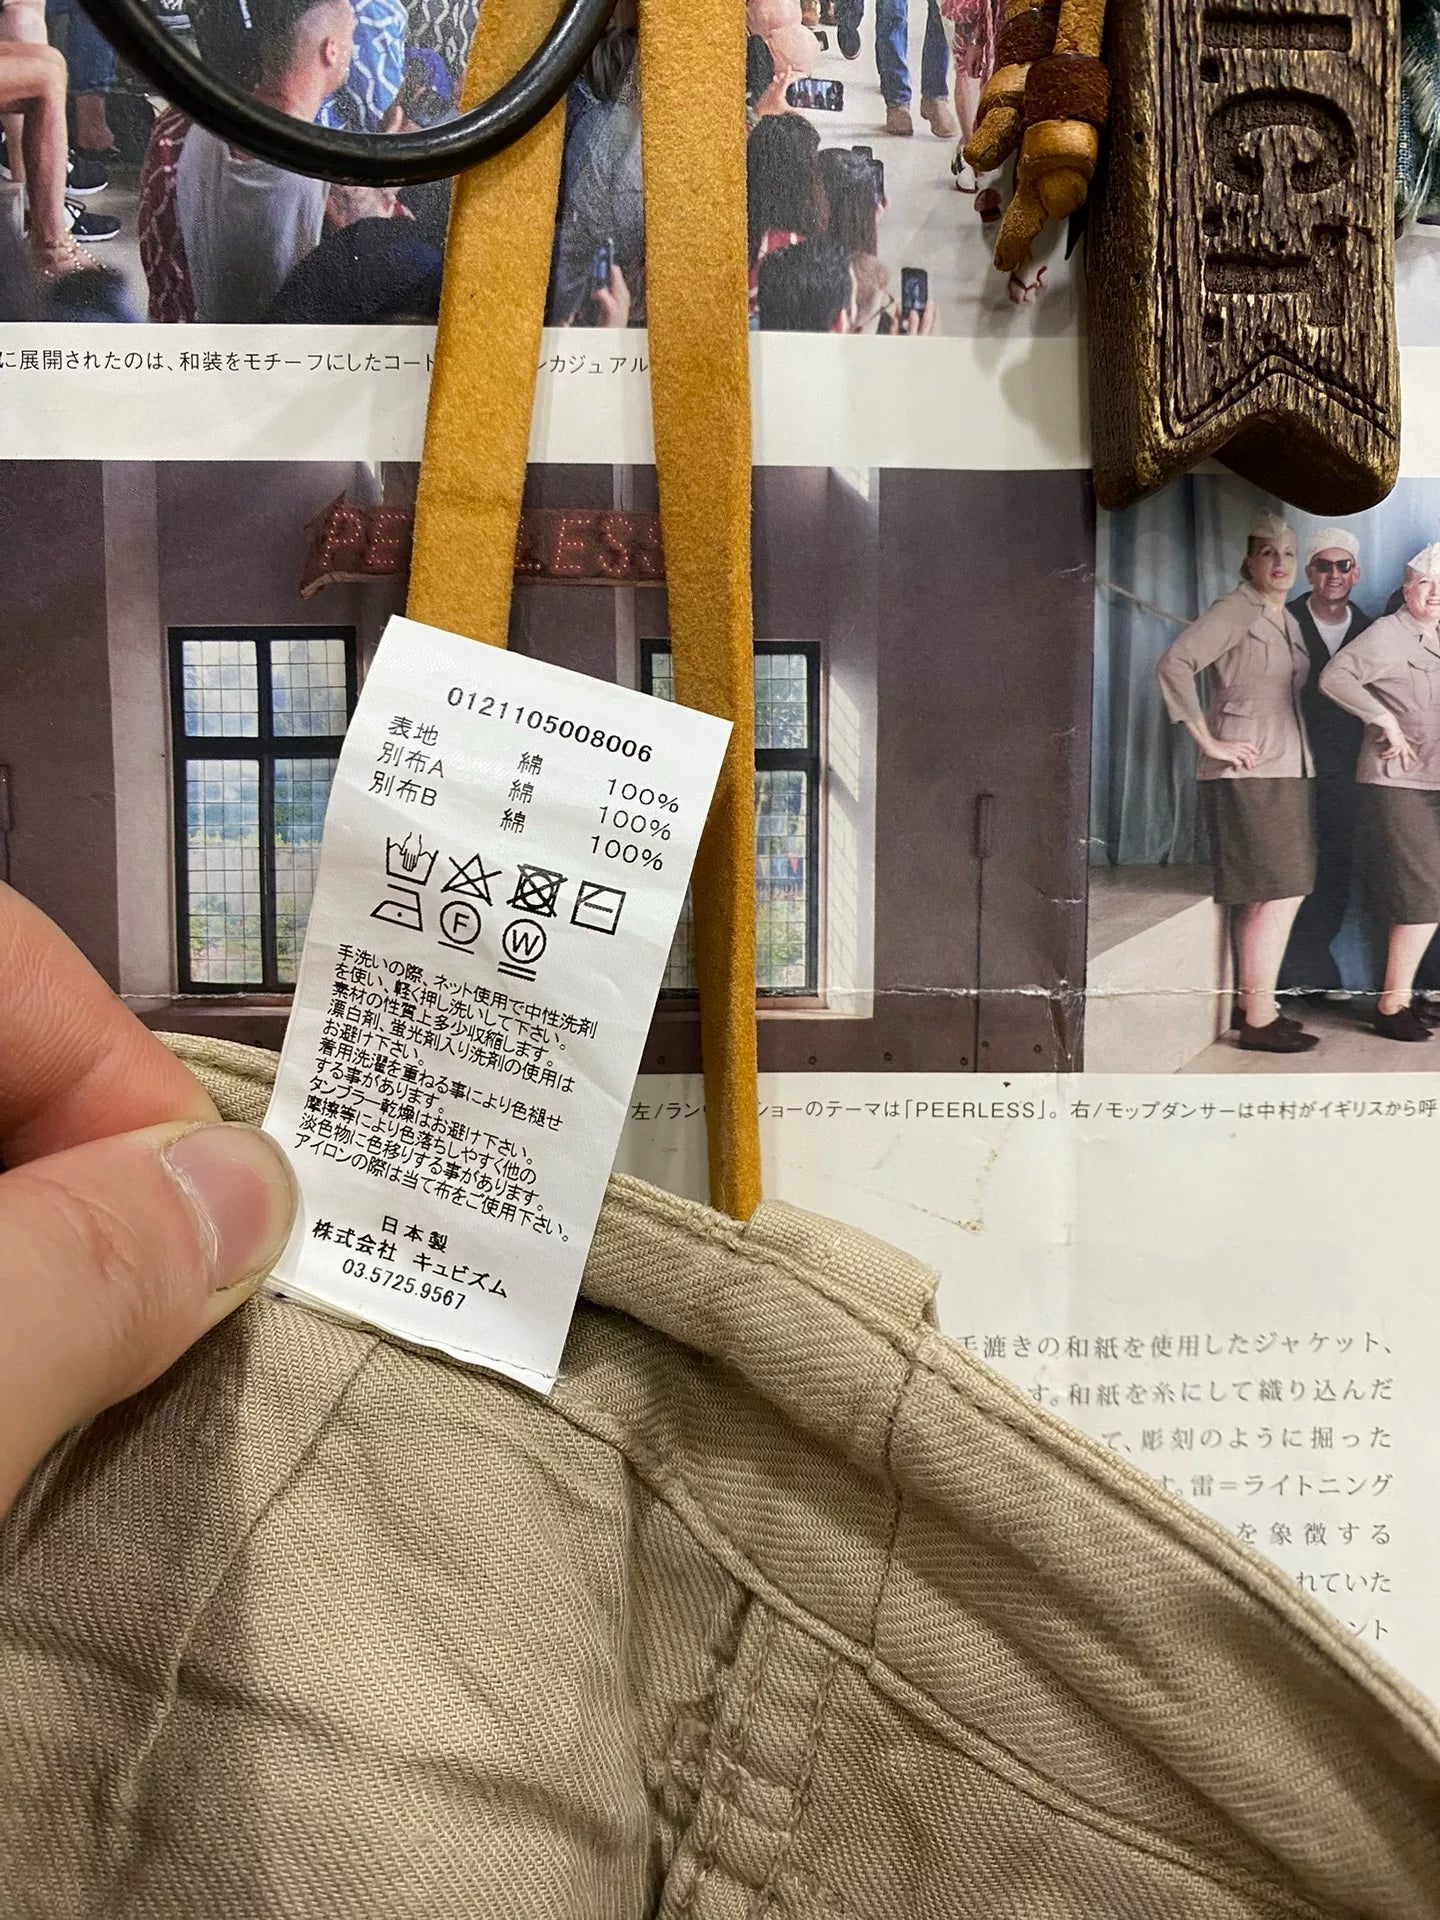 I.C.T.
に展開されたのは、和装をモチーフにしたコート
カジュアル
0121105008006
表地 綿 100%
別布A 綿 100%
別布B 綿 100%
F
W
手洗いの際、ネット使用で中性洗剤
を使い、軽く押し洗いして下さい。
素材の性質上多少収縮します。
漂白剤、蛍光剤入り洗剤の使用は
お避け下さい。
着用洗濯を重ねる事により色褪せ
する事があります。
タンブラー乾燥はお避け下さい。
摩擦等により色落ちしやすく他の
淡色物に色移りする事があります。
アイロンの際は当て布をご使用下さい。
日本製
株式会社 キュビズム
03.5725.9567
左/ラン ショーのテーマは「PEERLESS」。右/モップダンサーは中村がイギリスから呼
漉きの和紙を使用したジャケット、
す。和紙を糸にして織り込んだ
て、彫刻のように掘った
す。雷＝ライトニング
を象徴する
れていた
ント